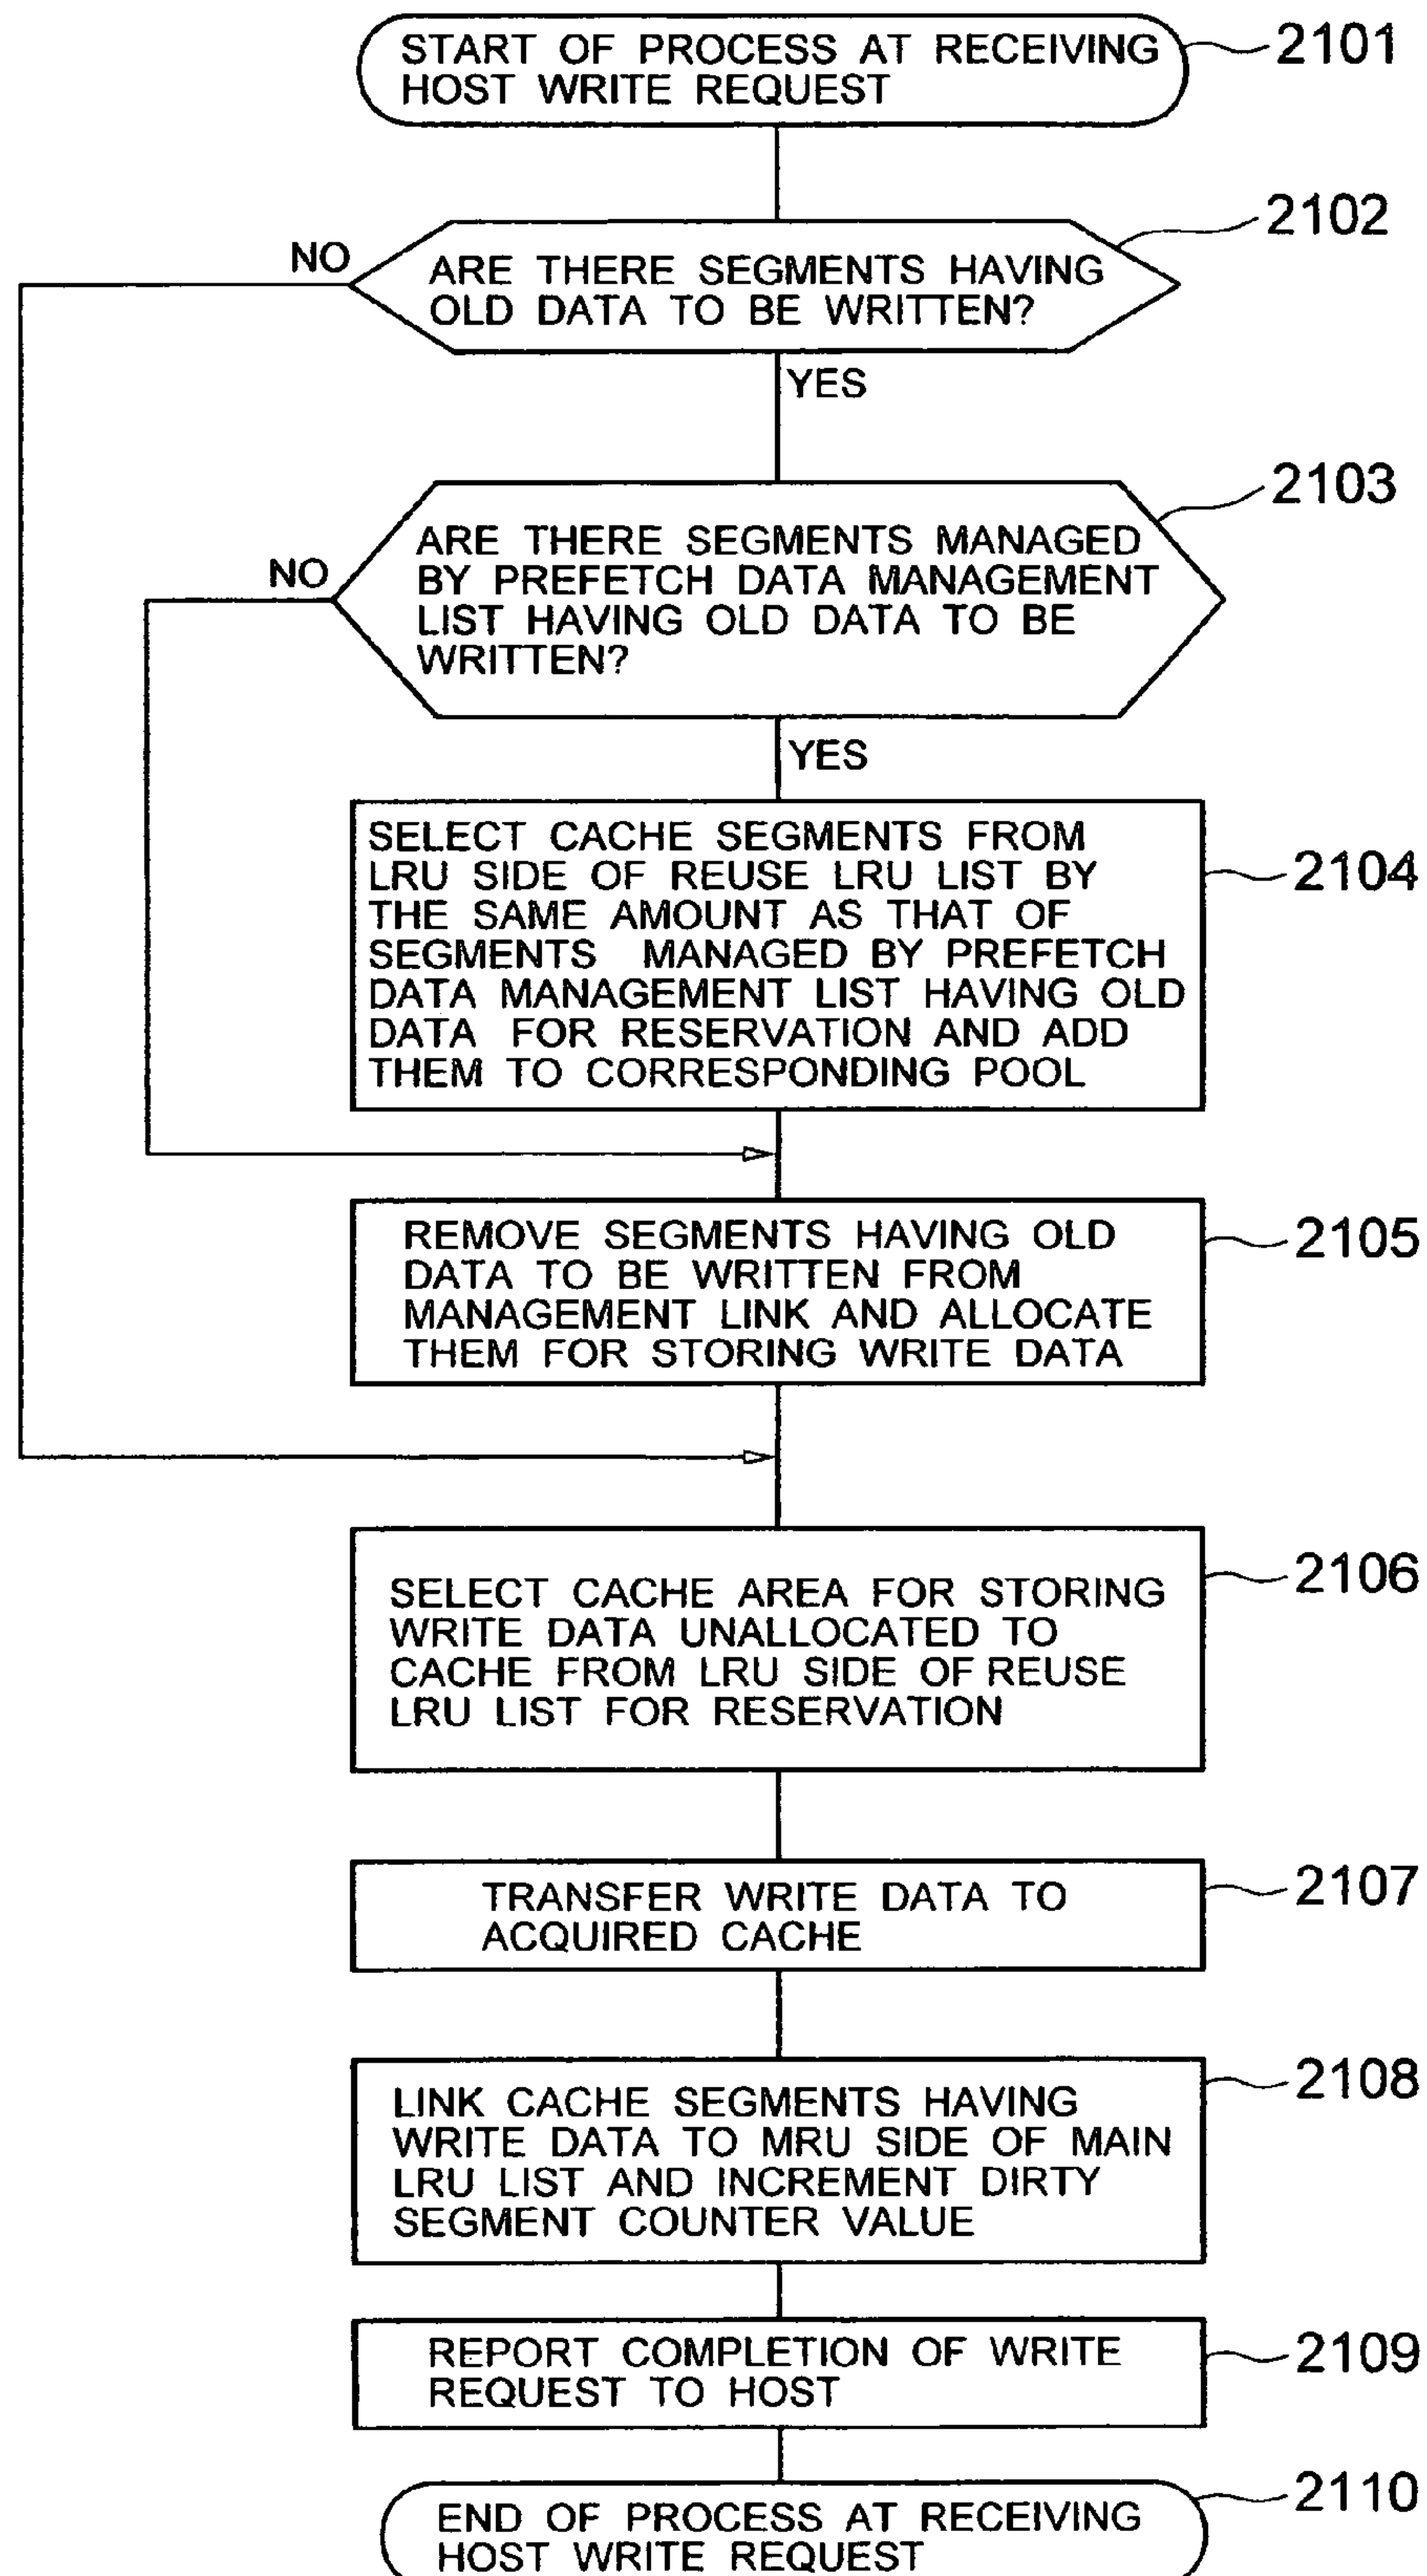 START OF PROCESS AT RECEIVING
HOST WRITE REQUEST
2101
2102
NO
ARE THERE SEGMENTS HAVING
OLD DATA TO BE WRITTEN?
YES
2103
NO
ARE THERE SEGMENTS MANAGED
BY PREFETCH DATA MANAGEMENT
LIST HAVING OLD DATA TO BE
WRITTEN?
YES
SELECT CACHE SEGMENTS FROM
LRU SIDE OF REUSE LRU LIST BY
THE SAME AMOUNT AS THAT OF
SEGMENTS MANAGED BY PREFETCH
DATA MANAGEMENT LIST HAVING OLD
DATA FOR RESERVATION AND ADD
THEM TO CORRESPONDING POOL
2104
REMOVE SEGMENTS HAVING OLD
DATA TO BE WRITTEN FROM
MANAGEMENT LINK AND ALLOCATE
THEM FOR STORING WRITE DATA
2105
SELECT CACHE AREA FOR STORING
WRITE DATA UNALLOCATED TO
CACHE FROM LRU SIDE OF REUSE
LRU LIST FOR RESERVATION
2106
TRANSFER WRITE DATA TO
ACQUIRED CACHE
2107
LINK CACHE SEGMENTS HAVING
WRITE DATA TO MRU SIDE OF MAIN
LRU LIST AND INCREMENT DIRTY
SEGMENT COUNTER VALUE
2108
REPORT COMPLETION OF WRITE
REQUEST TO HOST
2109
END OF PROCESS AT RECEIVING
HOST WRITE REQUEST
2110